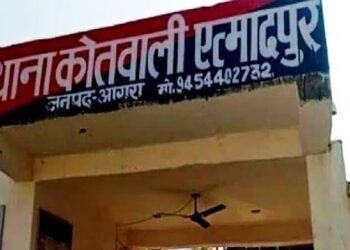 थाना कोतवाली एत्मादपुर
जनपद-आगरा मो.9454402732